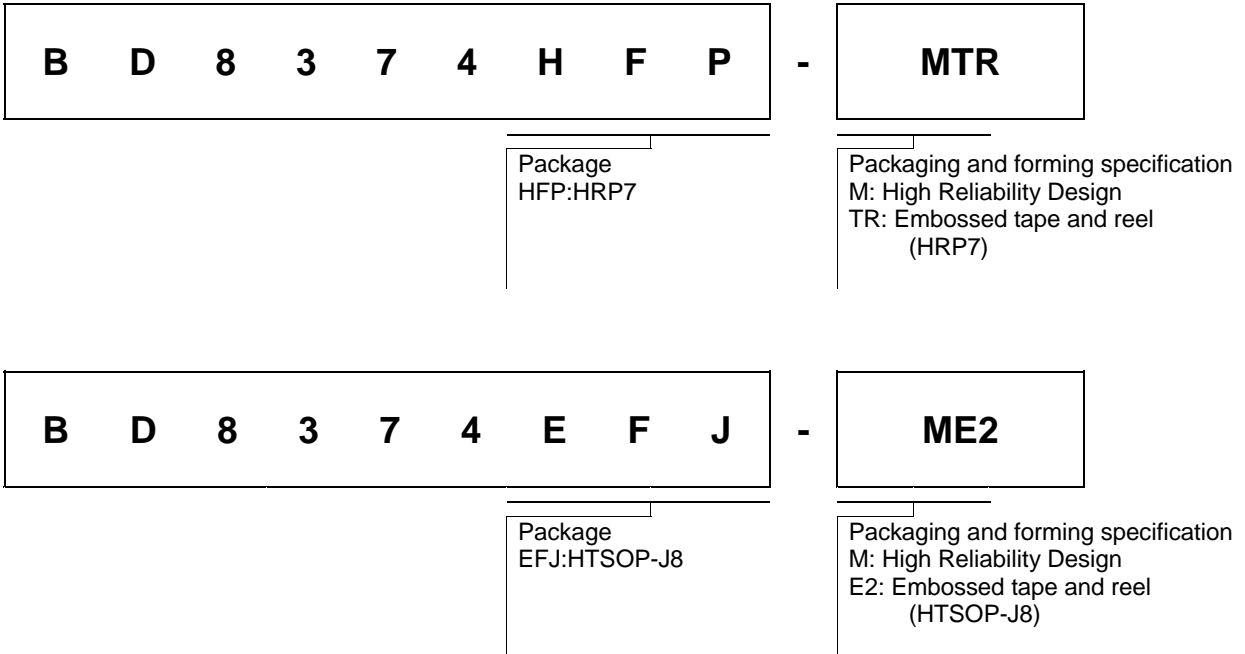 B D 8 3 7 4 H F P - MTR
Package
HFP:HRP7
Packaging and forming specification
M: High Reliability Design
TR: Embossed tape and reel
(HRP7)
B D 8 3 7 4 E F J - ME2
Package
EFJ:HTSOP-J8
Packaging and forming specification
M: High Reliability Design
E2: Embossed tape and reel
(HTSOP-J8)